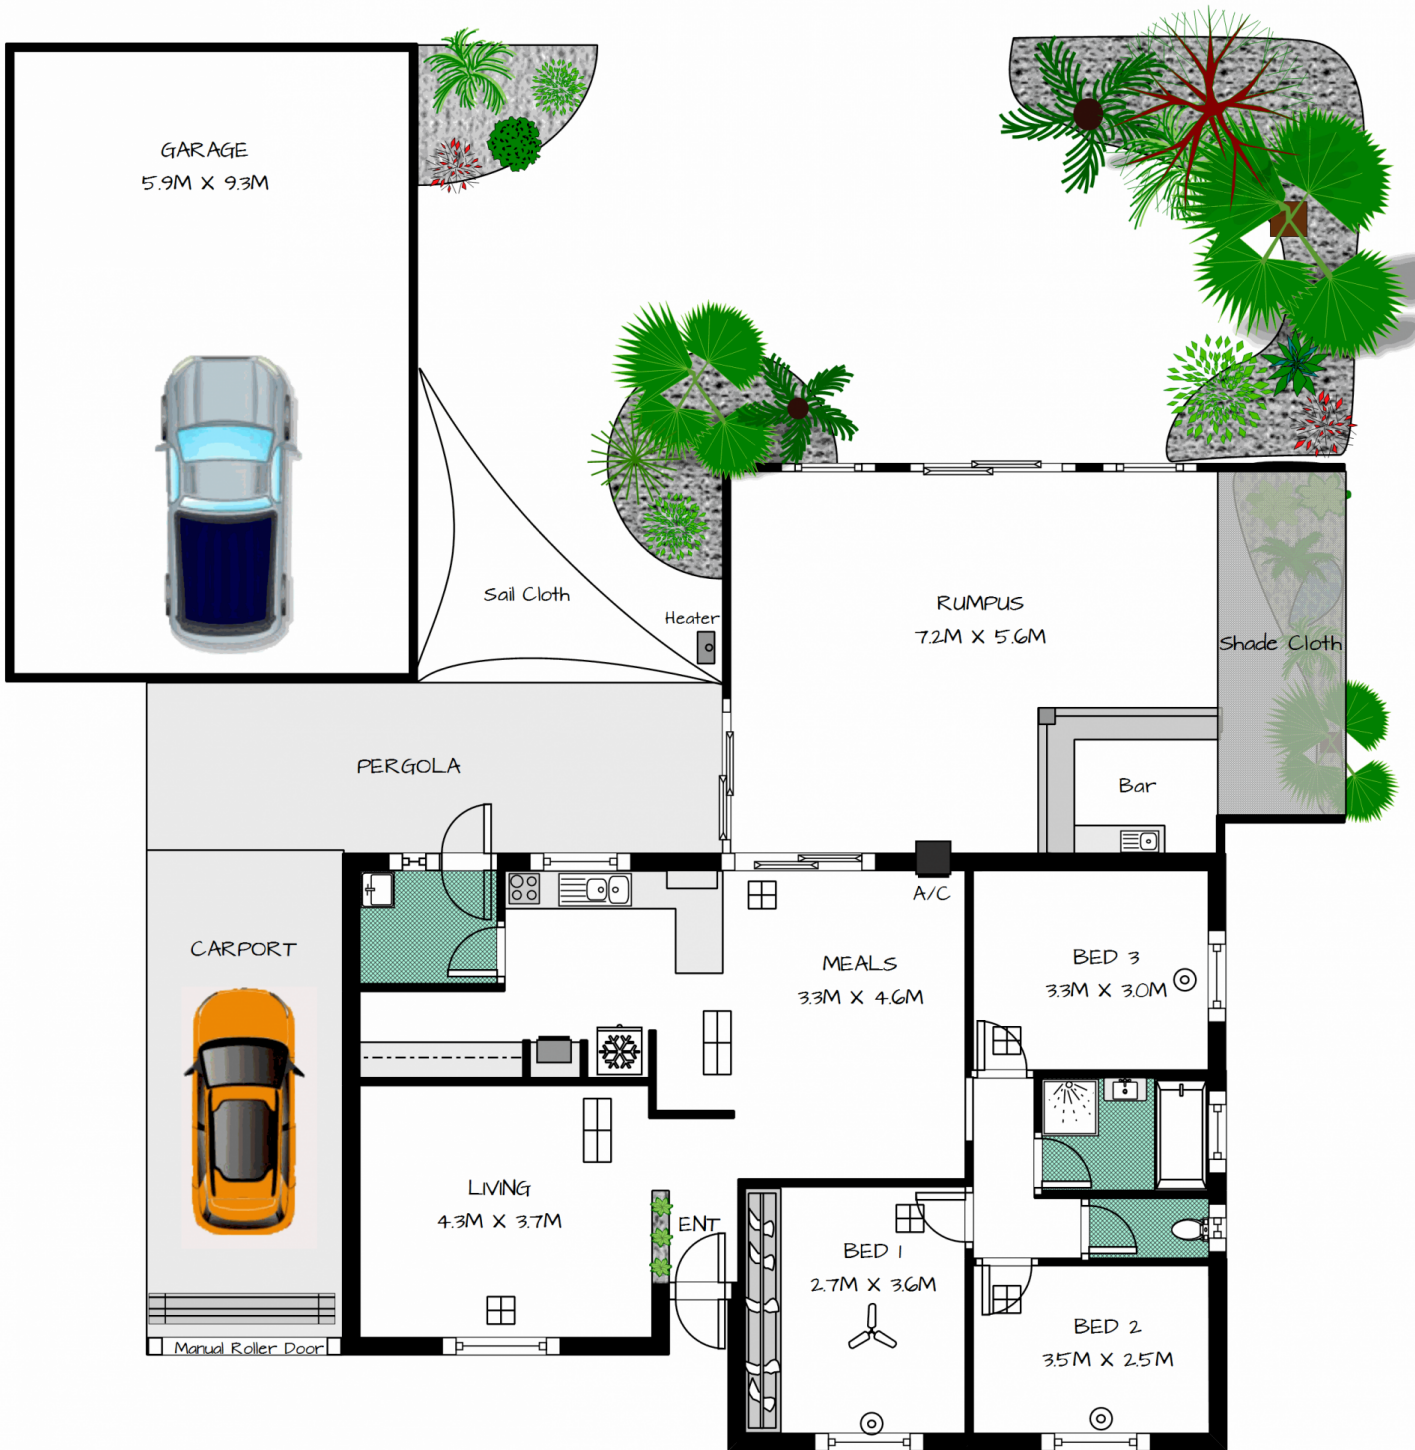 GARAGE
5.9M X 9.3M
Sail Cloth
Heater
RUMPUS
7.2M X 5.6M
Shade Cloth
PERGOLA
Bar
A/C
CARPORT
MEALS
3.3M X 4.6M
BED 3
3.3M X 3.0M
LIVING
4.3M X 3.7M
ENT
BED 1
2.7M X 3.6M
BED 2
3.5M X 2.5M
Manual Roller Door